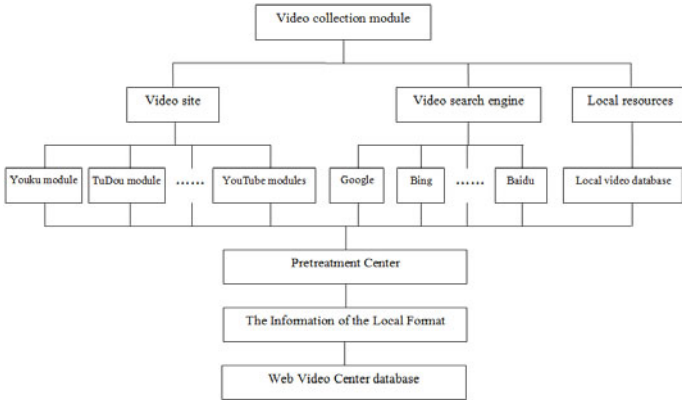 Video collection module
Video site
Video search engine
Local resources
Youku module
TuDou module
......
YouTube modules
Google
Bing
......
Baidu
Local video database
Pretreatment Center
The Information of the Local Format
Web Video Center database